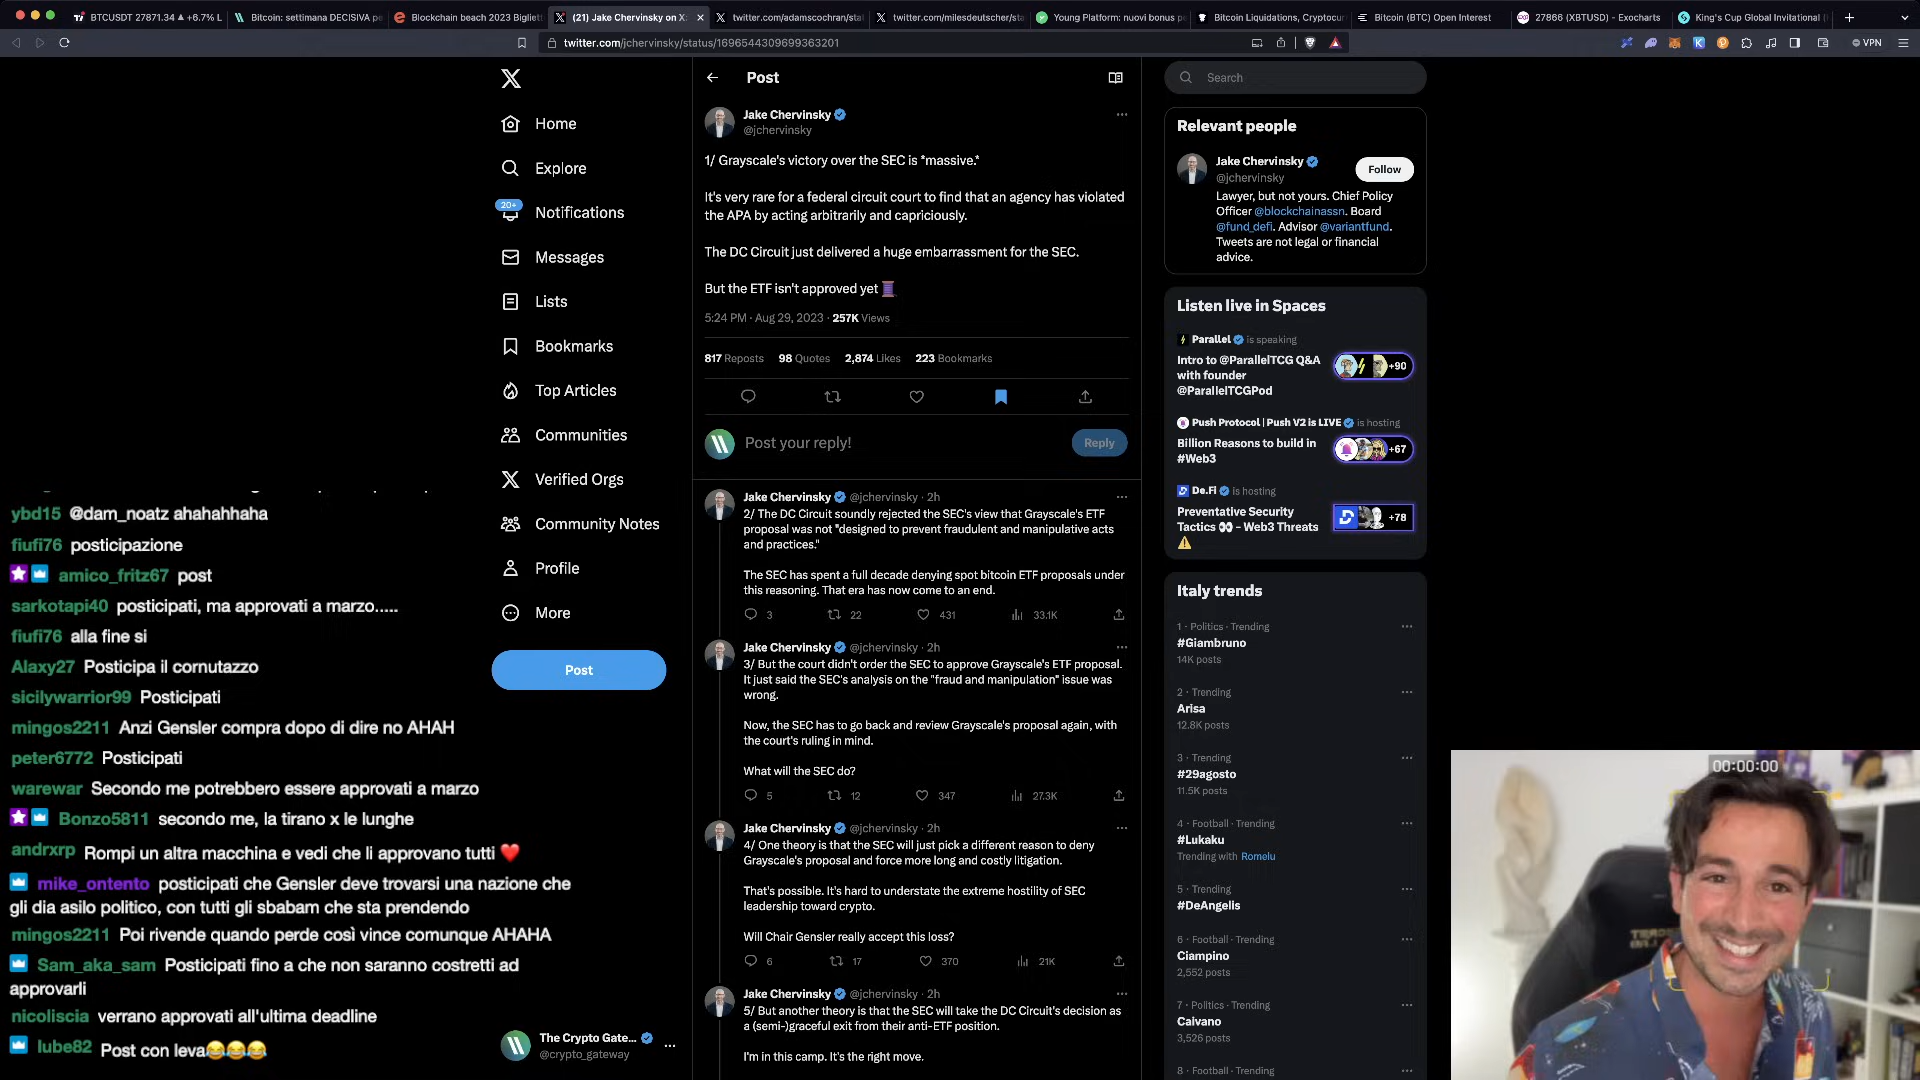 BTCUSDT 27871.34 ▲ +6.7% L
Bitcoin: settimana DECISIVA pe
Blockchain beach 2023 Bigliett
(21) Jake Chervinsky on X:
twitter.com/adamscochran/stat
twitter.com/milesdeutscher/sta
Young Platform: nuovi bonus pe
Bitcoin Liquidations, Cryptocur
Bitcoin (BTC) Open Interest
27866 (XBTUSD) - Exocharts
King's Cup Global Invitational (
twitter.com/jchervinsky/status/1696544309699363201
VPN
Home
Explore
20+
Notifications
Messages
Lists
Bookmarks
Top Articles
Communities
Verified Orgs
Community Notes
Profile
More
Post
The Crypto Gate...
@crypto_gateway
Post
Jake Chervinsky
@jchervinsky
1/ Grayscale's victory over the SEC is *massive.*
It's very rare for a federal circuit court to find that an agency has violated
the APA by acting arbitrarily and capriciously.
The DC Circuit just delivered a huge embarrassment for the SEC.
But the ETF isn't approved yet 🧵
5:24 PM · Aug 29, 2023 · 257K Views
817 Reposts 98 Quotes 2,874 Likes 223 Bookmarks
Post your reply!
Reply
Jake Chervinsky @jchervinsky · 2h
2/ The DC Circuit soundly rejected the SEC's view that Grayscale's ETF
proposal was not "designed to prevent fraudulent and manipulative acts
and practices."
The SEC has spent a full decade denying spot bitcoin ETF proposals under
this reasoning. That era has now come to an end.
3 22 431 33.1K
Jake Chervinsky @jchervinsky · 2h
3/ But the court didn't order the SEC to approve Grayscale's ETF proposal.
It just said the SEC's analysis on the "fraud and manipulation" issue was
wrong.
Now, the SEC has to go back and review Grayscale's proposal again, with
the court's ruling in mind.
What will the SEC do?
5 12 347 27.3K
Jake Chervinsky @jchervinsky · 2h
4/ One theory is that the SEC will just pick a different reason to deny
Grayscale's proposal and force more long and costly litigation.
That's possible. It's hard to understate the extreme hostility of SEC
leadership toward crypto.
Will Chair Gensler really accept this loss?
6 17 370 21K
Jake Chervinsky @jchervinsky · 2h
5/ But another theory is that the SEC will take the DC Circuit's decision as
a (semi-)graceful exit from their anti-ETF position.
I'm in this camp. It's the right move.
Search
Relevant people
Jake Chervinsky
@jchervinsky
Follow
Lawyer, but not yours. Chief Policy
Officer @blockchainassn. Board
@fund_defi. Advisor @variantfund.
Tweets are not legal or financial
advice.
Listen live in Spaces
Parallel is speaking
Intro to @ParallelTCG Q&A
with founder
@ParallelTCGPod
+90
Push Protocol | Push V2 is LIVE is hosting
Billion Reasons to build in
#Web3
+67
De.Fi is hosting
Preventative Security
Tactics 👀 - Web3 Threats
⚠️
+78
Italy trends
1 · Politics · Trending
#Giambruno
14K posts
2 · Trending
Arisa
12.8K posts
3 · Trending
#29agosto
11.5K posts
4 · Football · Trending
#Lukaku
Trending with Romelu
5 · Trending
#DeAngelis
6 · Football · Trending
Ciampino
2,552 posts
7 · Politics · Trending
Caivano
3,526 posts
8 · Football · Trending
ybd15 @dam_noatz ahahahhaha
fiufi76 posticipazione
amico_fritz67 post
sarkotapi40 posticipati, ma approvati a marzo.....
fiufi76 alla fine si
Alaxy27 Posticipa il cornutazzo
sicilywarrior99 Posticipati
mingos2211 Anzi Gensler compra dopo di dire no AHAH
peter6772 Posticipati
warewar Secondo me potrebbero essere approvati a marzo
Bonzo5811 secondo me, la tirano x le lunghe
andrxrp Rompi un altra macchina e vedi che li approvano tutti ❤️
mike_ontento posticipati che Gensler deve trovarsi una nazione che
gli dia asilo politico, con tutti gli sbabam che sta prendendo
mingos2211 Poi rivende quando perde così vince comunque AHAHA
Sam_aka_sam Posticipati fino a che non saranno costretti ad
approvarli
nicoliscia verrano approvati all'ultima deadline
lube82 Post con leva😂😂😂
00:00:00